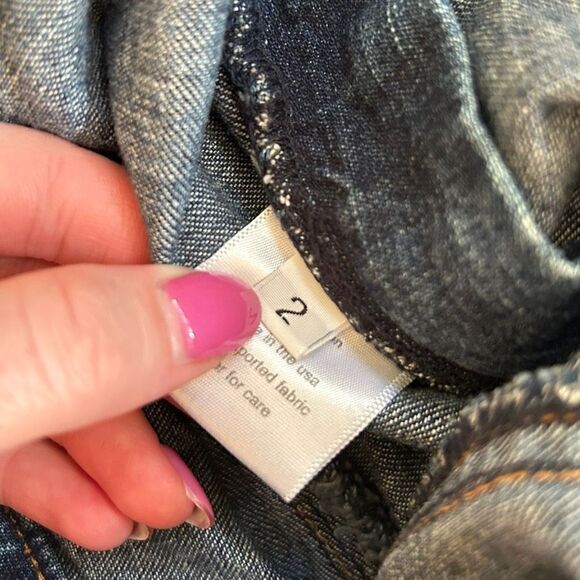 2
in the usa
fabric
for care